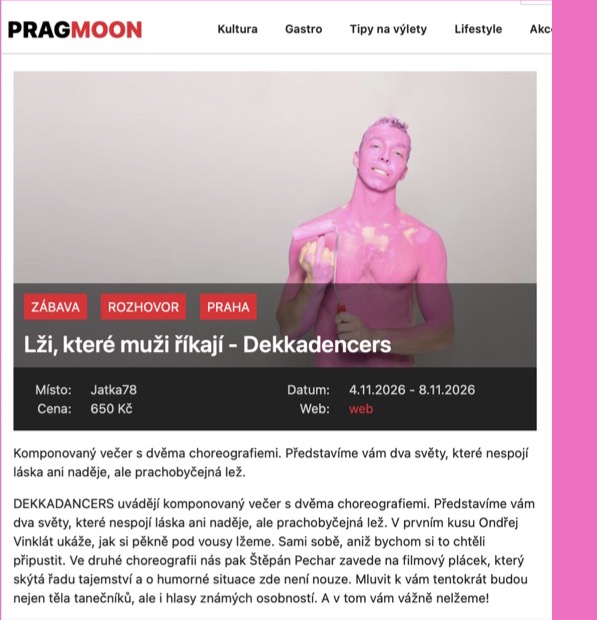 PRAGMOON
Kultura Gastro Tipy na výlety Lifestyle Akc
ZÁBAVA ROZHOVOR PRAHA
Lži, které muži říkají - Dekkadancers
Místo: Jatka78 Datum: 4.11.2026 - 8.11.2026
Cena: 650 Kč Web: web
Komponovaný večer s dvěma choreografiemi. Představíme vám dva světy, které nespojí
láska ani naděje, ale prachobyčejná lež.
DEKKADANCERS uvádějí komponovaný večer s dvěma choreografiemi. Představíme vám
dva světy, které nespojí láska ani naděje, ale prachobyčejná lež. V prvním kusu Ondřej
Vinklát ukáže, jak si pěkně pod vousy lžeme. Sami sobě, aniž bychom si to chtěli
připustit. Ve druhé choreografii nás pak Štěpán Pechar zavede na filmový plácek, který
skýtá řadu tajemství a o humorné situace zde není nouze. Mluvit k vám tentokrát budou
nejen těla tanečníků, ale i hlasy známých osobností. A v tom vám vážně nelžeme!